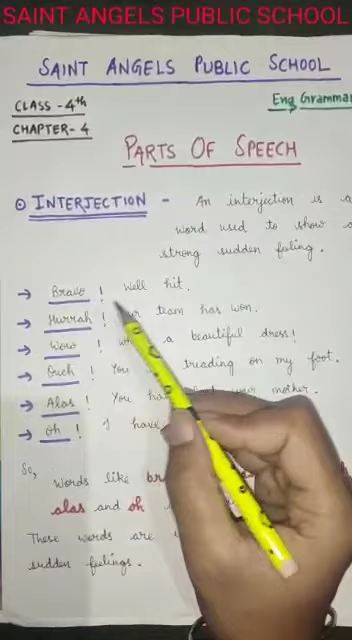 SAINT ANGELS PUBLIC SCHOOL
SAINT ANGELS PUBLIC SCHOOL
CLASS - 4th
Eng Grammar
CHAPTER - 4
PARTS OF SPEECH
INTERJECTION - An interjection is a
word used to show a
strong sudden feeling.
→ Bravo ! Well hit.
→ Hurrah ! team has won.
→ Wow ! a beautiful dress!
→ Ouch ! You treading on my foot.
→ Alas ! You your mother.
→ Oh ! I have
So, words like
alas and oh
These words are
sudden feelings.